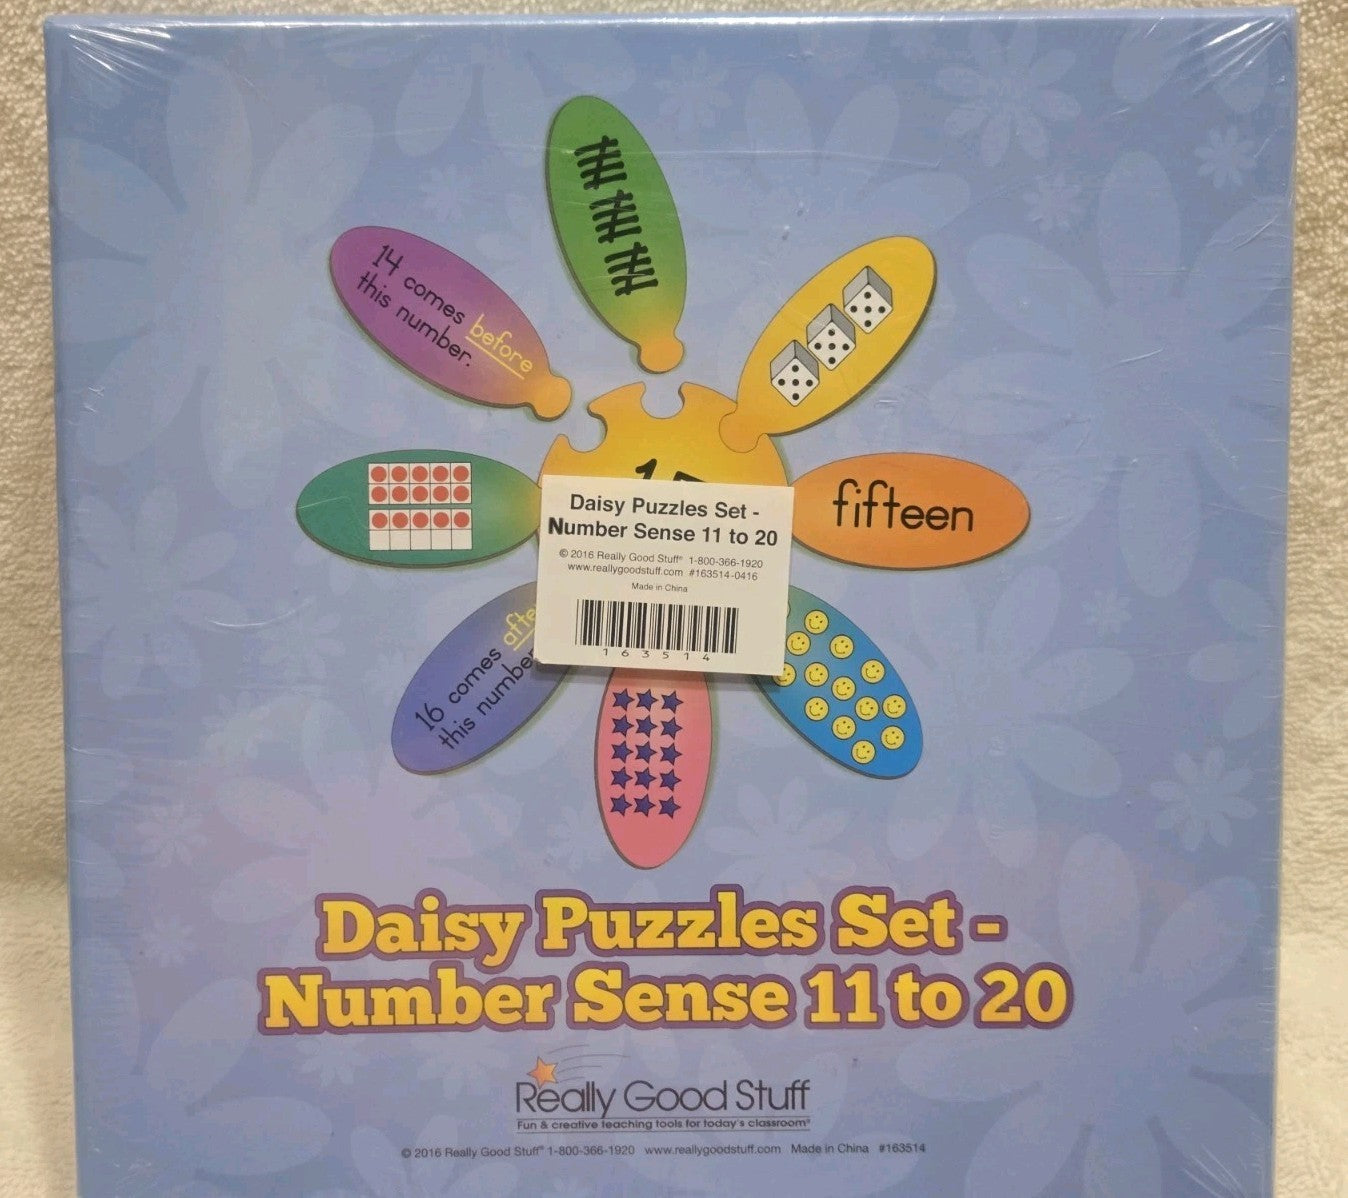 14 comes before
this number.
fifteen
Daisy Puzzles Set -
Number Sense 11 to 20
© 2016 Really Good Stuff® 1-800-366-1920
www.reallygoodstuff.com #163514-0416
Made in China
163514
16 comes
this number
Daisy Puzzles Set -
Number Sense 11 to 20
Really Good Stuff
Fun & creative teaching tools for today's classroom®
© 2016 Really Good Stuff® 1-800-366-1920 www.reallygoodstuff.com Made in China #163514